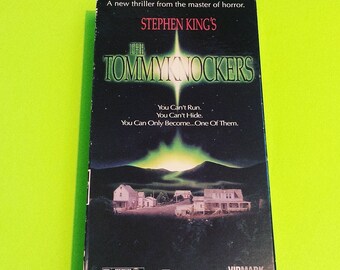 A new thriller from the master of horror.
STEPHEN KING'S
THE
TOMMYKNOCKERS
You Can't Run.
You Can't Hide.
You Can Only Become...One Of Them.
VIDMARK